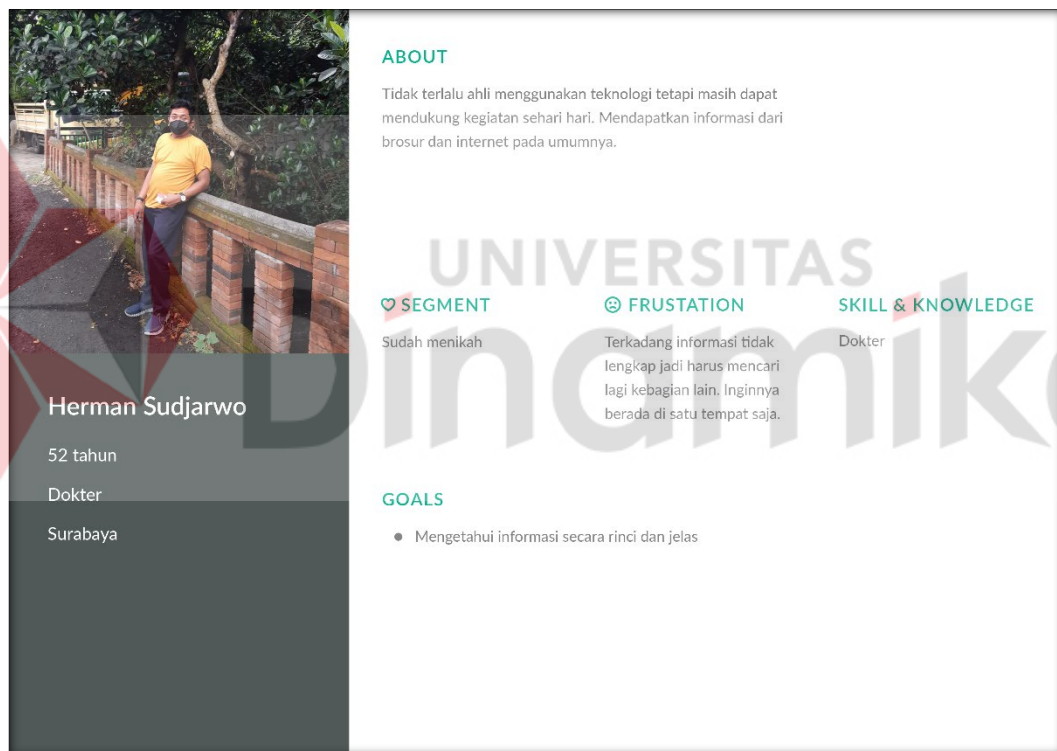 ABOUT
Tidak terlalu ahli menggunakan teknologi tetapi masih dapat
mendukung kegiatan sehari hari. Mendapatkan informasi dari
brosur dan internet pada umumnya.
UNIVERSITAS
Dinamika
SEGMENT
Sudah menikah
FRUSTATION
Terkadang informasi tidak
lengkap jadi harus mencari
lagi kebagian lain. Inginnya
berada di satu tempat saja.
SKILL & KNOWLEDGE
Dokter
Herman Sudjarwo
52 tahun
Dokter
Surabaya
GOALS
● Mengetahui informasi secara rinci dan jelas